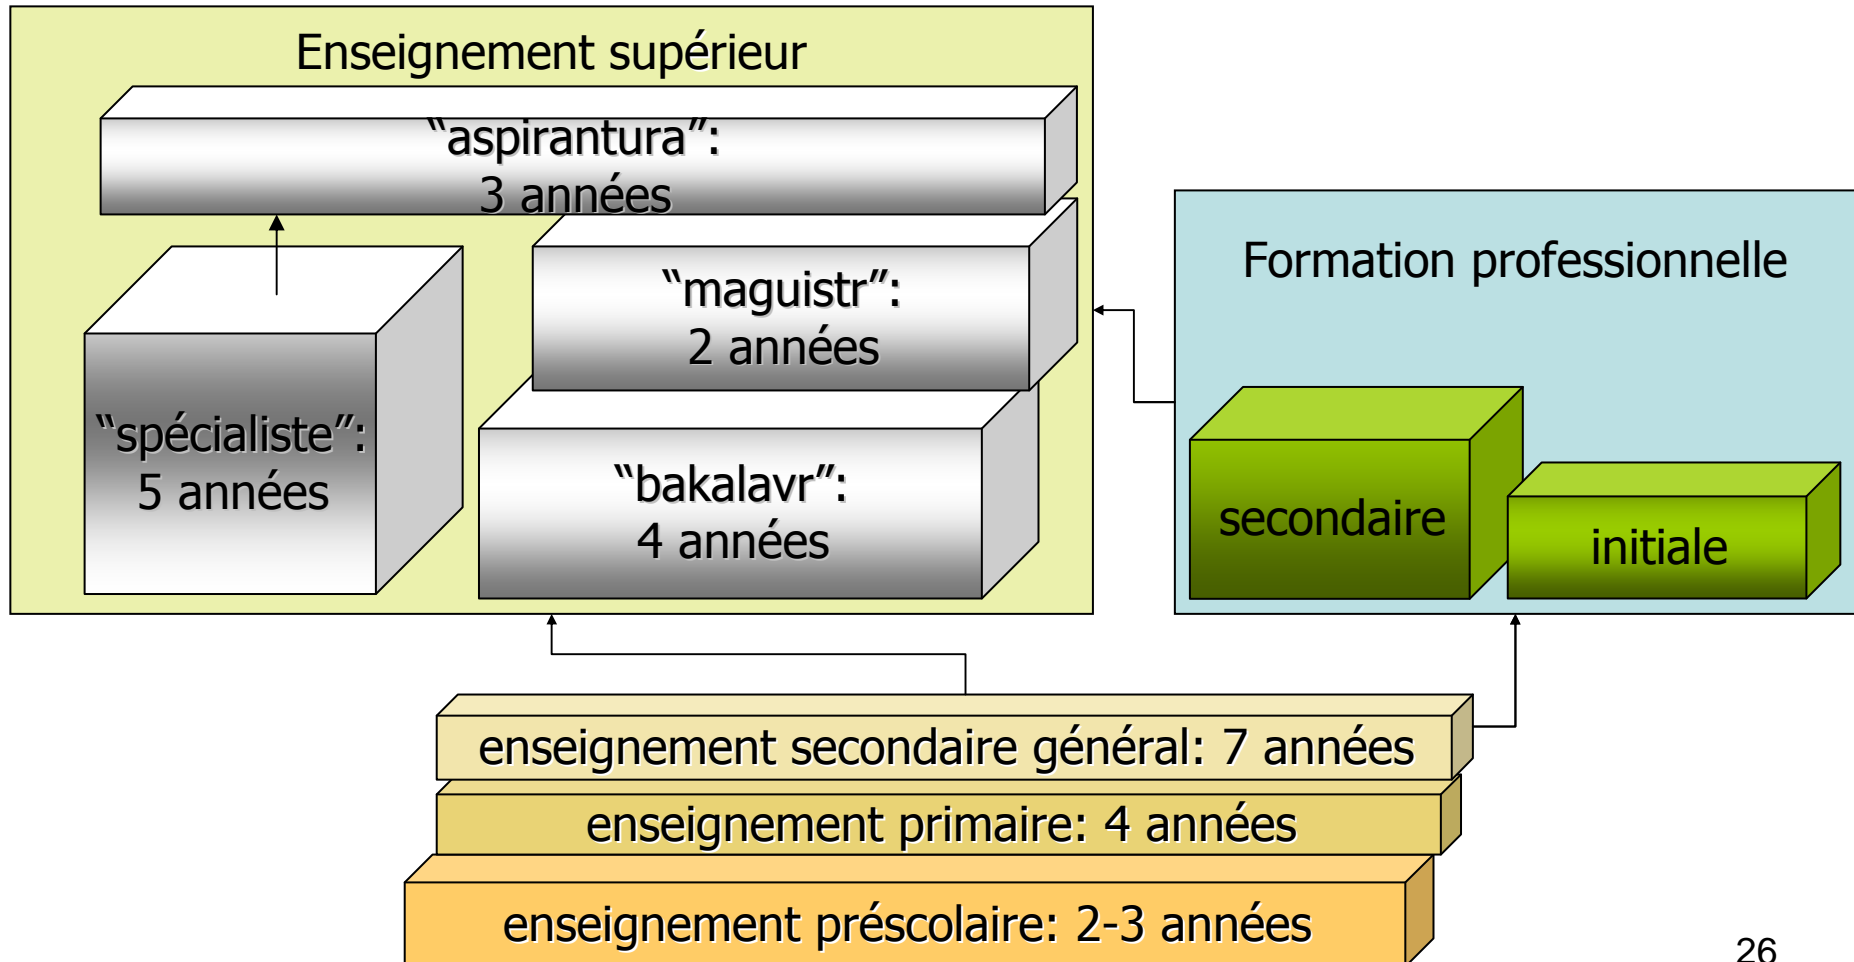 Enseignement supérieur
“aspirantura”:
3 années
“maguistr”:
2 années
“spécialiste”:
5 années
“bakalavr”:
4 années
Formation professionnelle
secondaire
initiale
enseignement secondaire général: 7 années
enseignement primaire: 4 années
enseignement préscolaire: 2-3 années
26